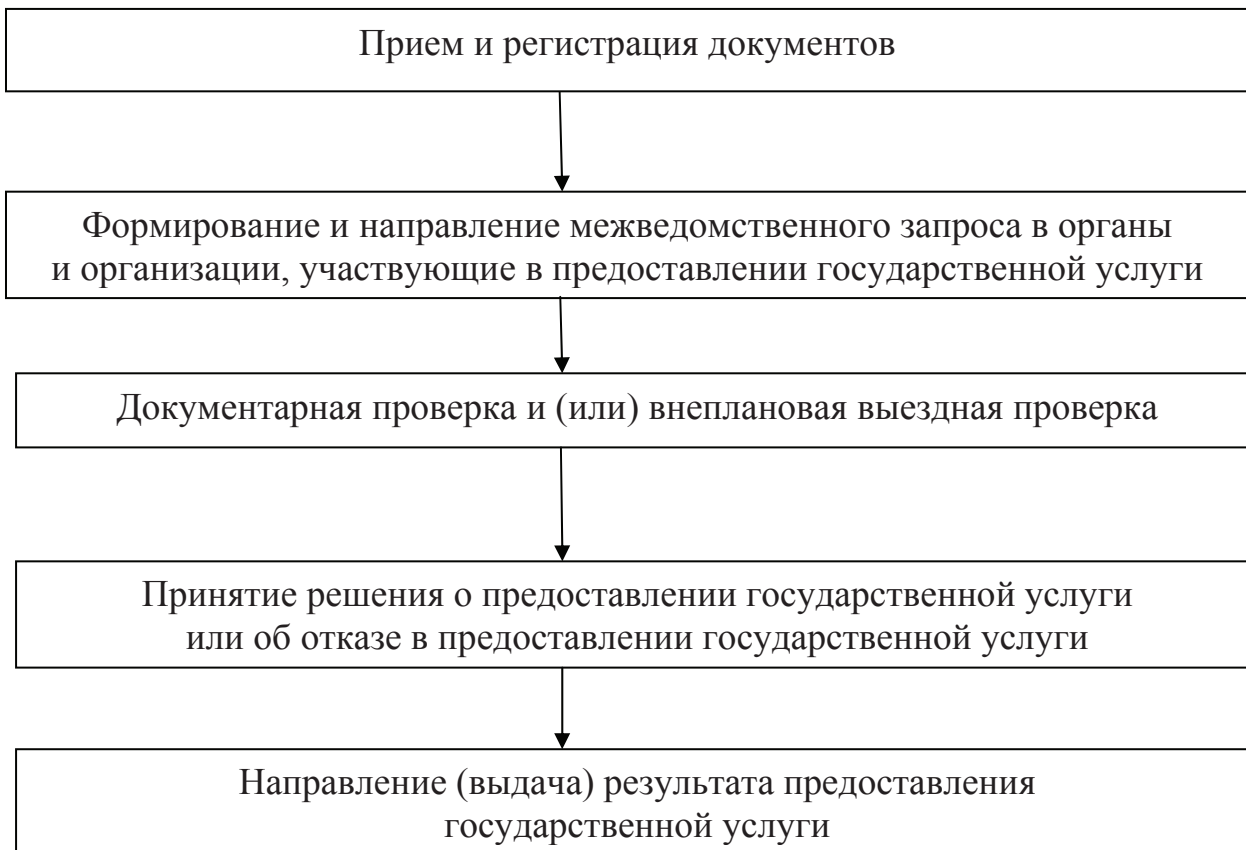 Прием и регистрация документов
Формирование и направление межведомственного запроса в органы
и организации, участвующие в предоставлении государственной услуги
Документарная проверка и (или) внеплановая выездная проверка
Принятие решения о предоставлении государственной услуги
или об отказе в предоставлении государственной услуги
Направление (выдача) результата предоставления
государственной услуги